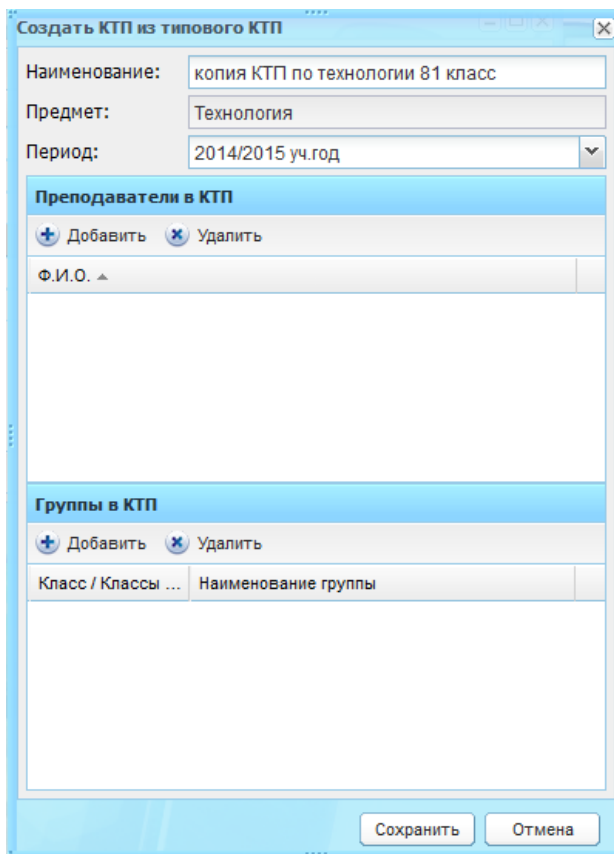 Создать КТП из типового КТП
Наименование: копия КТП по технологии 81 класс
Предмет: Технология
Период: 2014/2015 уч.год
Преподаватели в КТП
Добавить Удалить
Ф.И.О.
Группы в КТП
Добавить Удалить
Класс / Классы ... Наименование группы
Сохранить Отмена